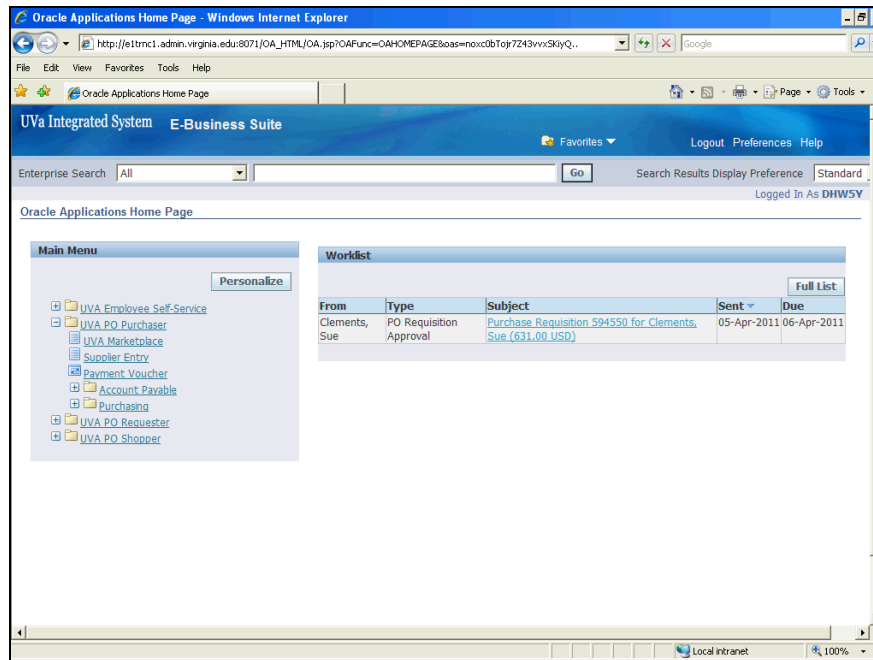 Oracle Applications Home Page - Windows Internet Explorer
http://e1trnc1.admin.virginia.edu:8071/OA_HTML/OA.jsp?OAFunc=OAHOMEPAGE&oas=noxc0bTojr7Z43vvxSKiyQ..
Google
File Edit View Favorites Tools Help
Oracle Applications Home Page
Page Tools
UVa Integrated System E-Business Suite
Favorites
Logout Preferences Help
Enterprise Search All Go Search Results Display Preference Standard
Logged In As DHW5Y
Oracle Applications Home Page
Main Menu
Personalize
UVA Employee Self-Service
UVA PO Purchaser
UVA Marketplace
Supplier Entry
Payment Voucher
Account Payable
Purchasing
UVA PO Requester
UVA PO Shopper
Worklist
Full List
From Type Subject Sent Due
Clements, PO Requisition Purchase Requisition 594550 for Clements, 05-Apr-2011 06-Apr-2011
Sue Approval Sue (631.00 USD)
Local intranet 100%